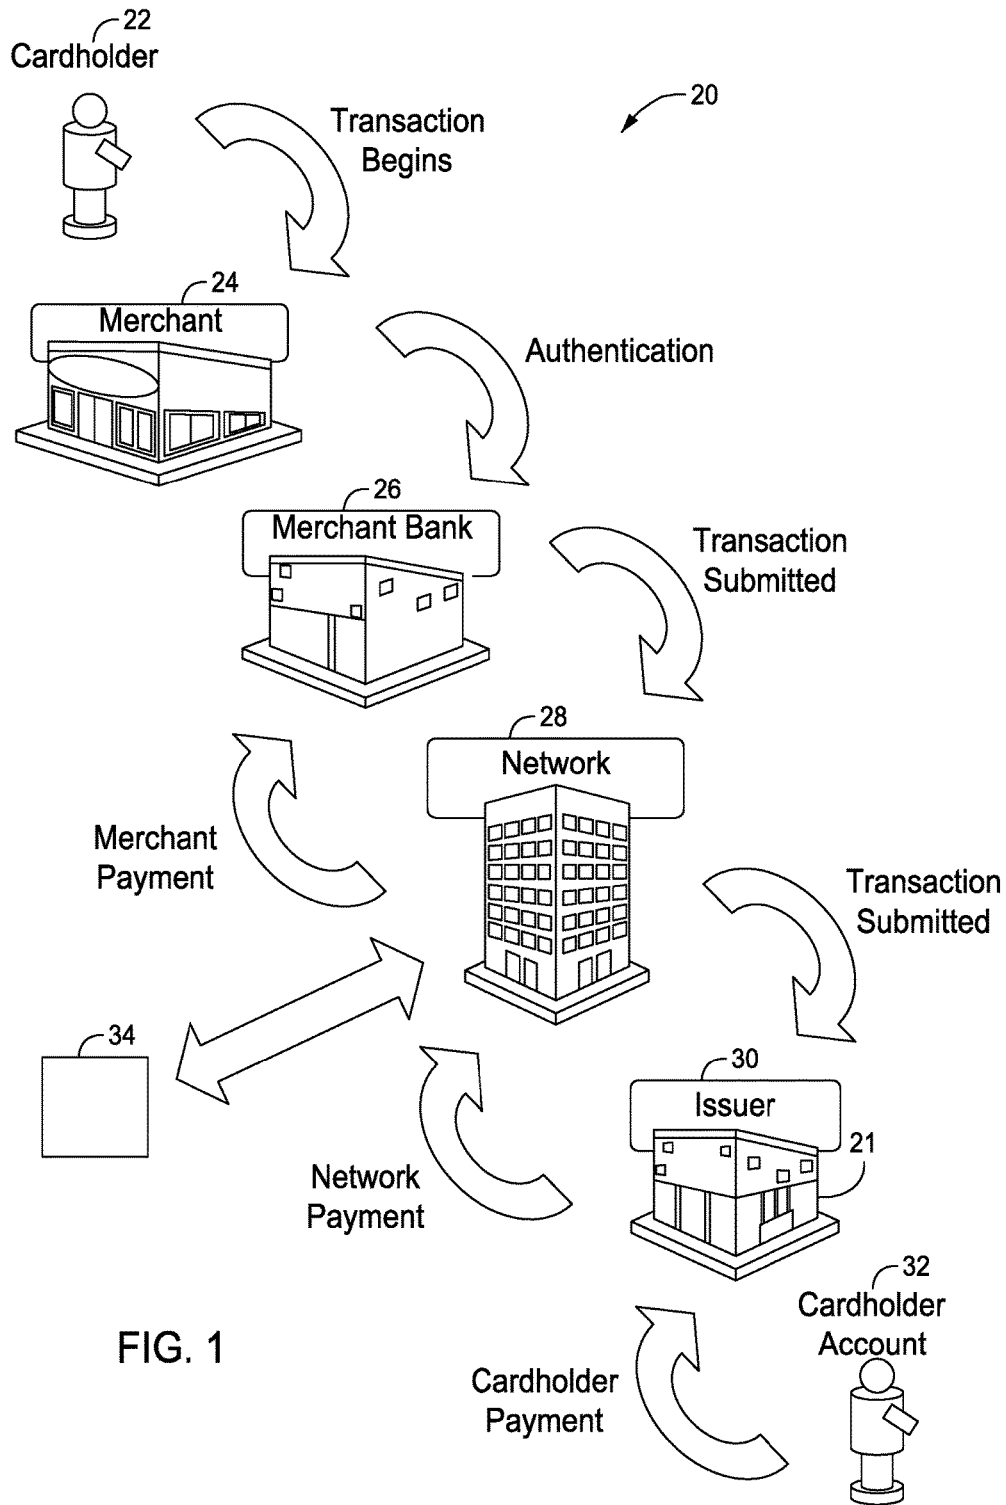 22
Cardholder
20
Transaction
Begins
24
Merchant
Authentication
26
Merchant Bank
Transaction
Submitted
28
Network
Merchant
Payment
Transaction
Submitted
34
30
Issuer
21
Network
Payment
32
Cardholder
Account
FIG. 1
Cardholder
Payment